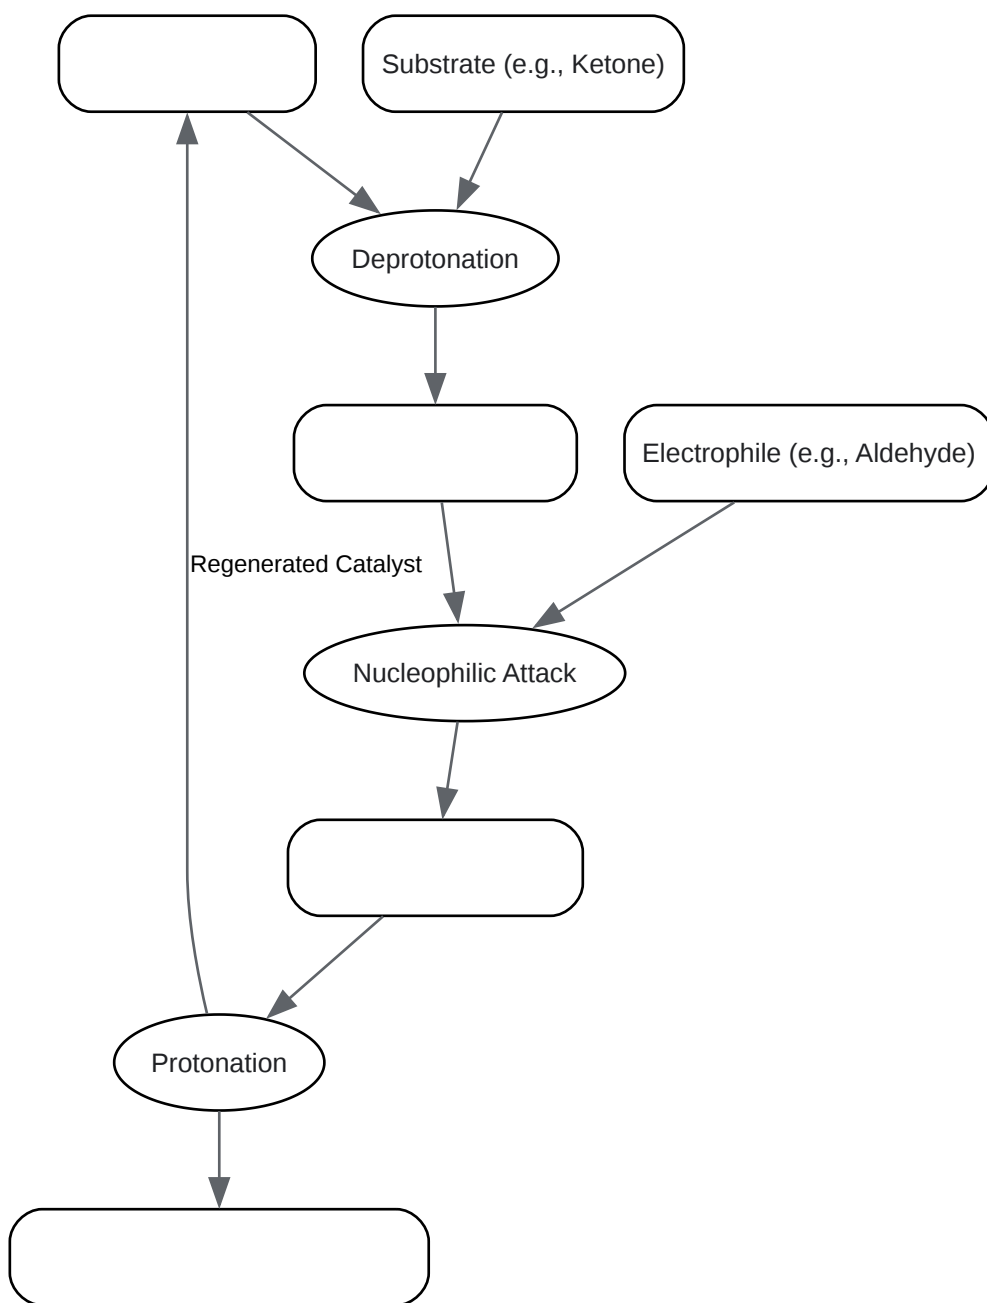 Substrate (e.g., Ketone)
Deprotonation
Electrophile (e.g., Aldehyde)
Regenerated Catalyst
Nucleophilic Attack
Protonation